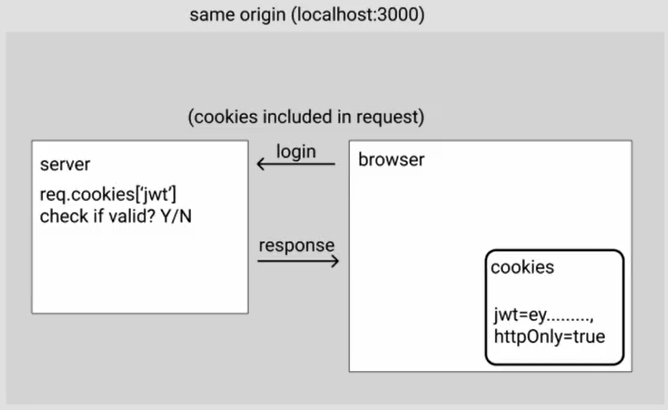 same origin (localhost:3000)
(cookies included in request)
server
req.cookies['jwt']
check if valid? Y/N
login
response
browser
cookies
jwt=ey.........,
httpOnly=true